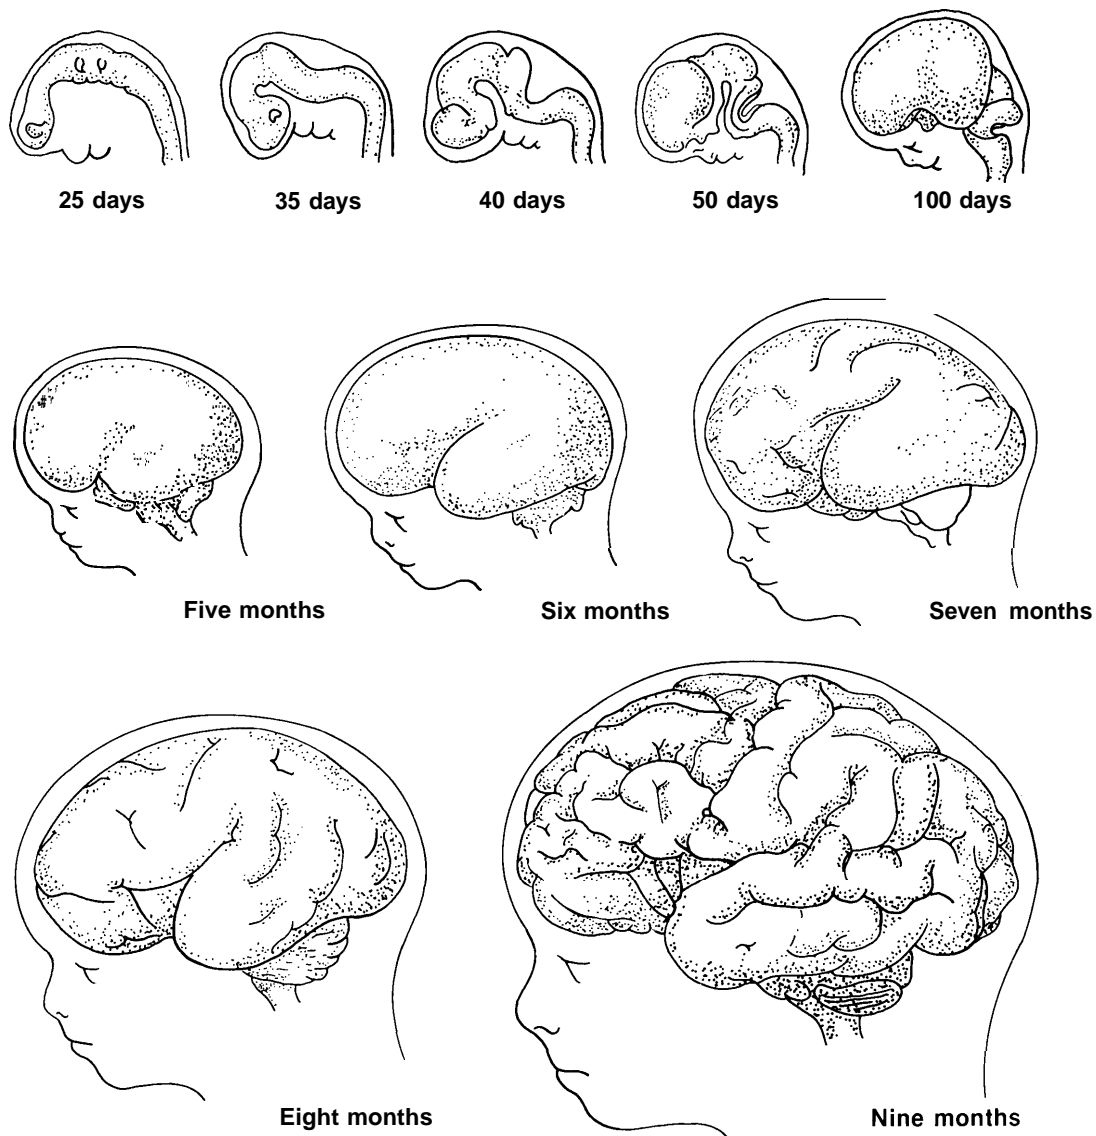 25 days
35 days
40 days
50 days
100 days
Five months
Six months
Seven months
Eight months
Nine months